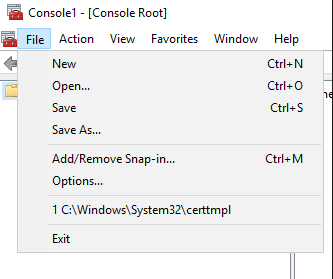 Console1 - [Console Root]
File Action View Favorites Window Help
New Ctrl+N
Open... Ctrl+O
Save Ctrl+S
Save As...
Add/Remove Snap-in... Ctrl+M
Options...
1 C:\Windows\System32\certtmpl
Exit